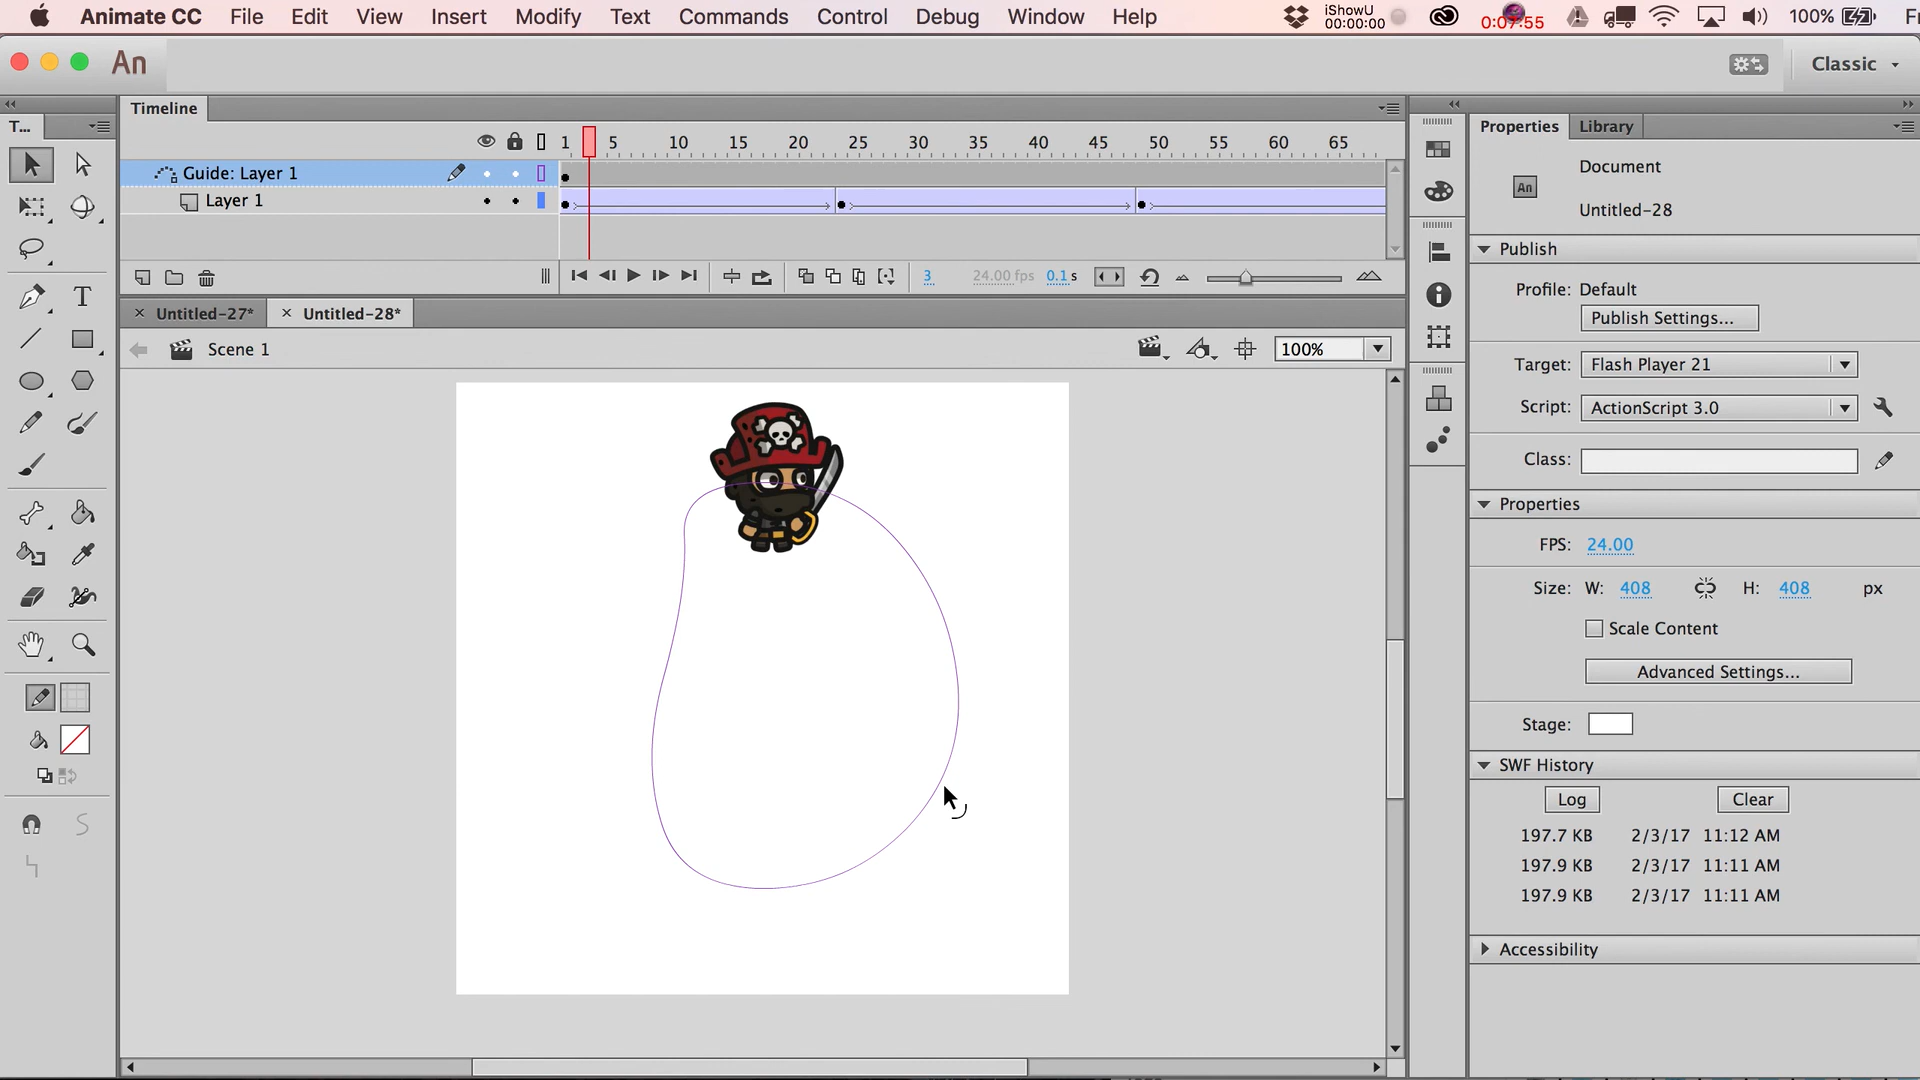 Animate CC File Edit View Insert Modify Text Commands Control Debug Window Help iShowU 00:00:00 0:07:55 100% Fr
An Classic
Timeline
T...
1 5 10 15 20 25 30 35 40 45 50 55 60 65
Guide: Layer 1
Layer 1
3 24.00 fps 0.1 s
Untitled-27* Untitled-28*
Scene 1 100%
Properties Library
Document
An
Untitled-28
Publish
Profile: Default
Publish Settings...
Target: Flash Player 21
Script: ActionScript 3.0
Class:
Properties
FPS: 24.00
Size: W: 408 H: 408 px
Scale Content
Advanced Settings...
Stage:
SWF History
Log Clear
197.7 KB 2/3/17 11:12 AM
197.9 KB 2/3/17 11:11 AM
197.9 KB 2/3/17 11:11 AM
Accessibility